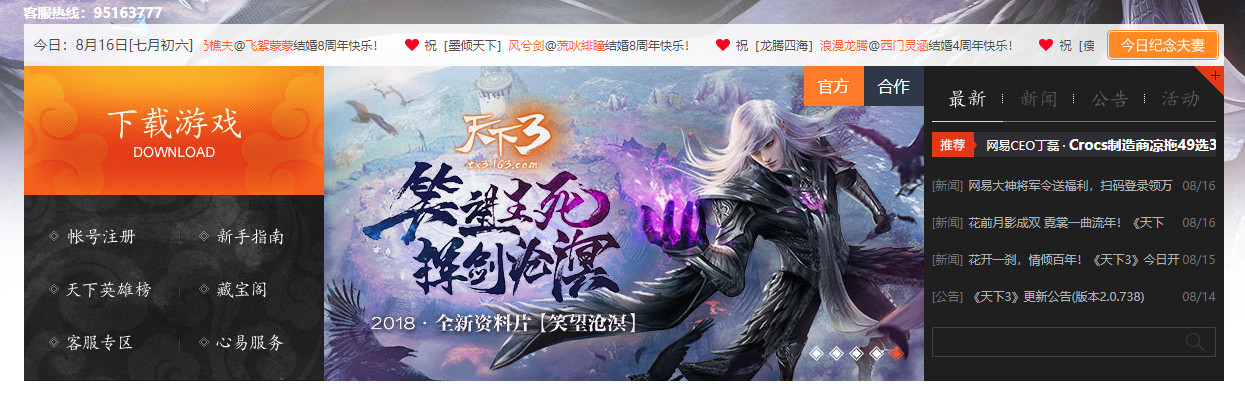 客服热线：95163777
今日：8月16日[七月初六] 樵夫@飞絮蒙蒙结婚8周年快乐！ 祝 [墨倾天下] 风兮剑@荒吙緋瞳结婚8周年快乐！ 祝 [龙腾四海] 浪漫龙腾@西门灵涵结婚4周年快乐！ 祝 今日纪念夫妻
下载游戏
DOWNLOAD
帐号注册 新手指南
天下英雄榜 藏宝阁
客服专区 心易服务
官方 合作
天下3
tx3.163.com
笑望生死
挥剑沧溟
2018 · 全新资料片【笑望沧溟】
最新 新闻 公告 活动
推荐 网易CEO丁磊 · Crocs制造商凉拖49选3
[新闻] 网易大神将军令送福利，扫码登录领万 08/16
[新闻] 花前月影成双 霓裳一曲流年！《天下 08/16
[新闻] 花开一刹，情倾百年！《天下3》今日开 08/15
[公告] 《天下3》更新公告(版本2.0.738) 08/14